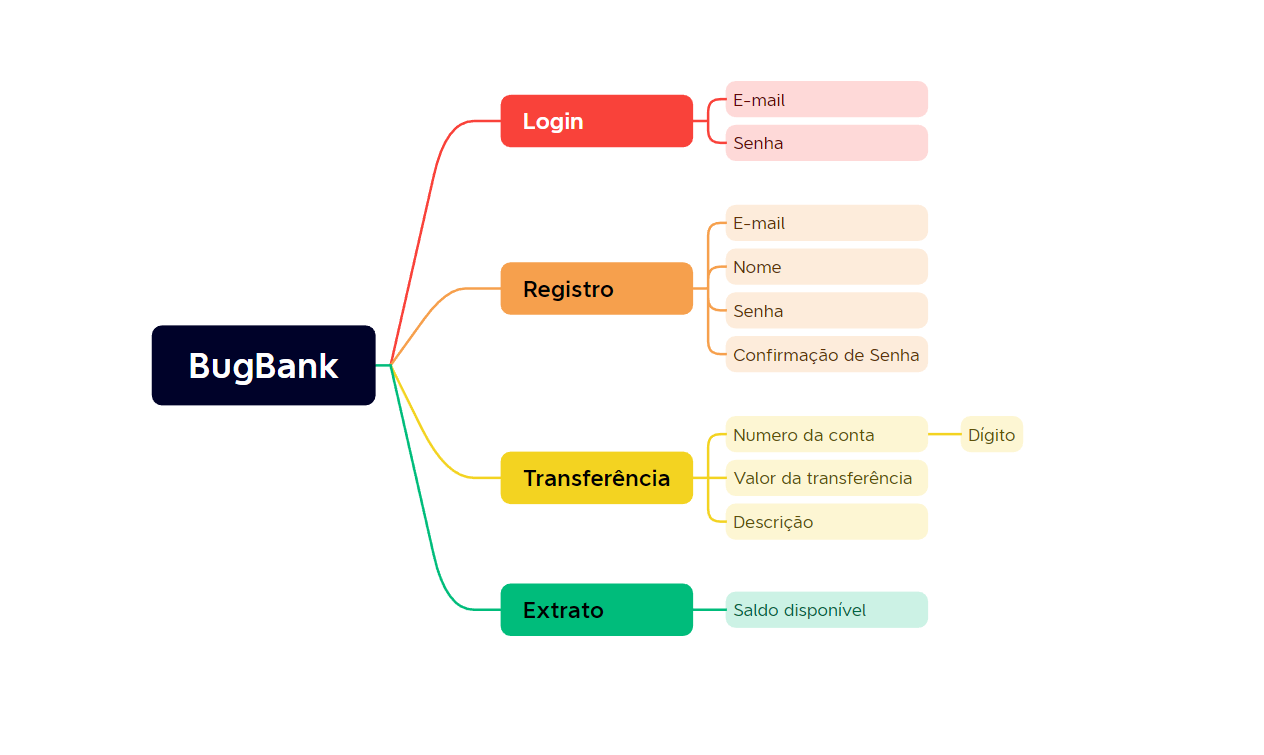 BugBank
Login
E-mail
Senha
Registro
E-mail
Nome
Senha
Confirmação de Senha
Transferência
Numero da conta
Dígito
Valor da transferência
Descrição
Extrato
Saldo disponível